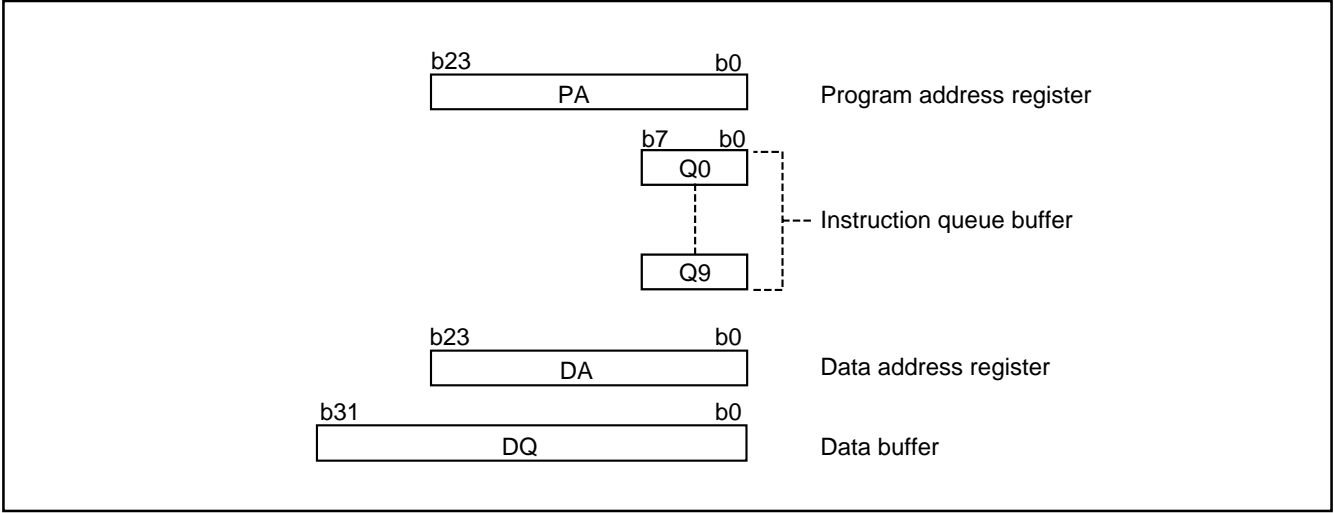 b23 b0
PA Program address register
b7 b0
Q0
Instruction queue buffer
Q9
b23 b0
DA Data address register
b31 b0
DQ Data buffer